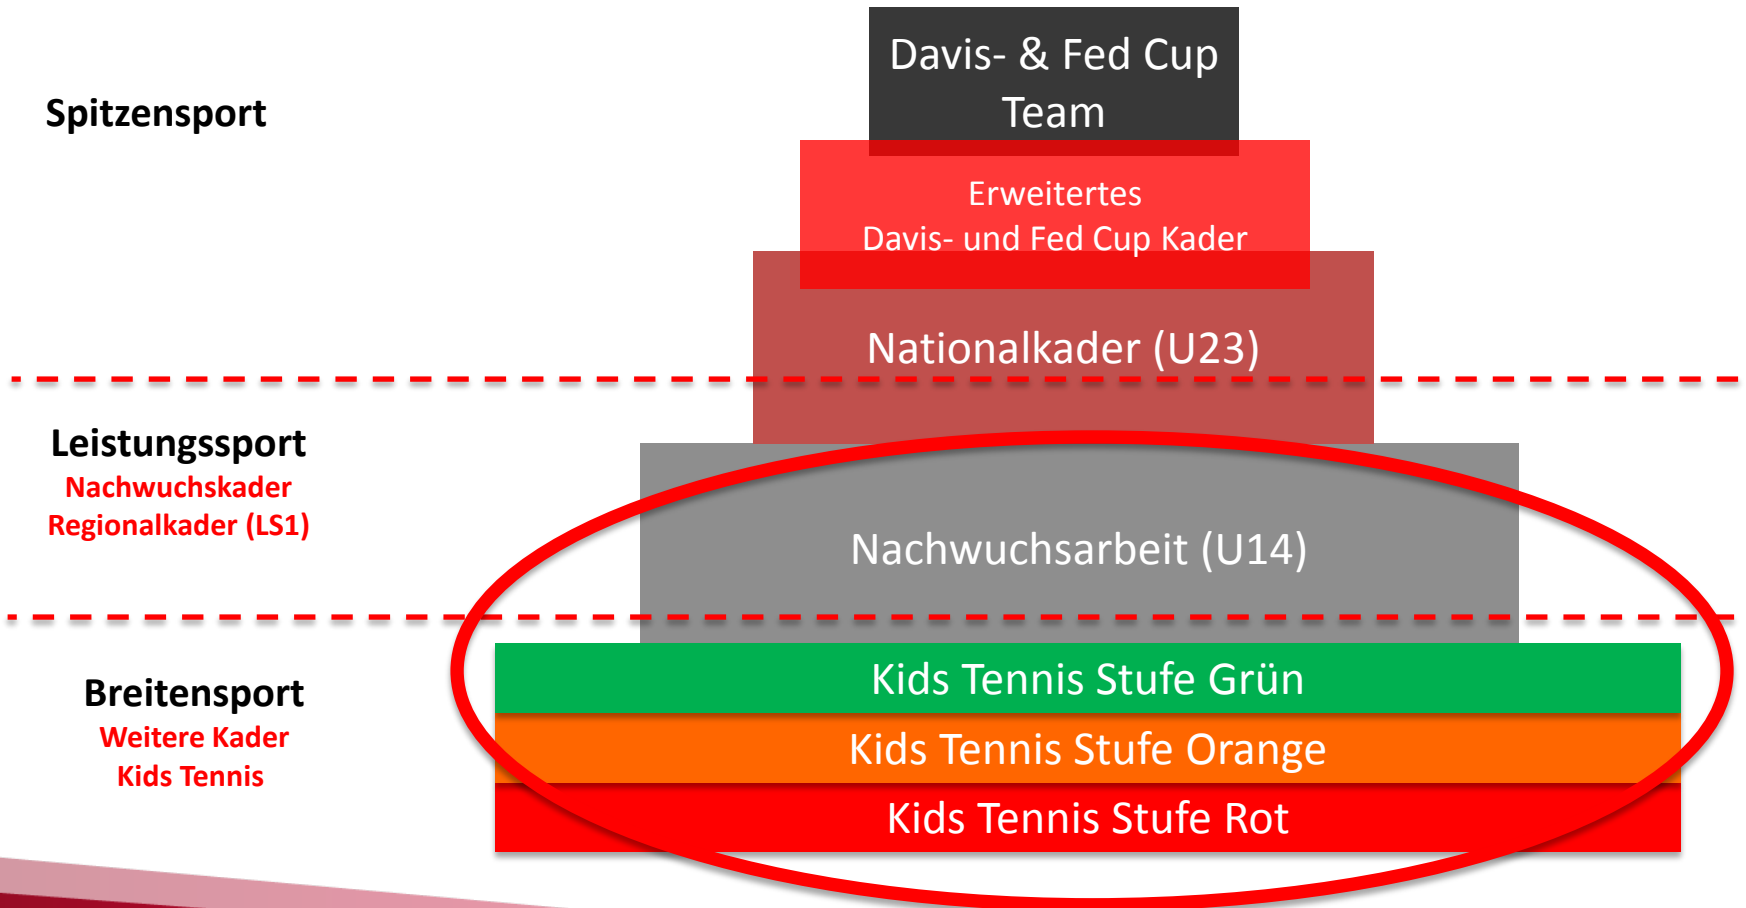 Davis- & Fed Cup
Team
Spitzensport
Erweitertes
Davis- und Fed Cup Kader
Nationalkader (U23)
Leistungssport
Nachwuchskader
Regionalkader (LS1)
Nachwuchsarbeit (U14)
Kids Tennis Stufe Grün
Breitensport
Weitere Kader
Kids Tennis
Kids Tennis Stufe Orange
Kids Tennis Stufe Rot